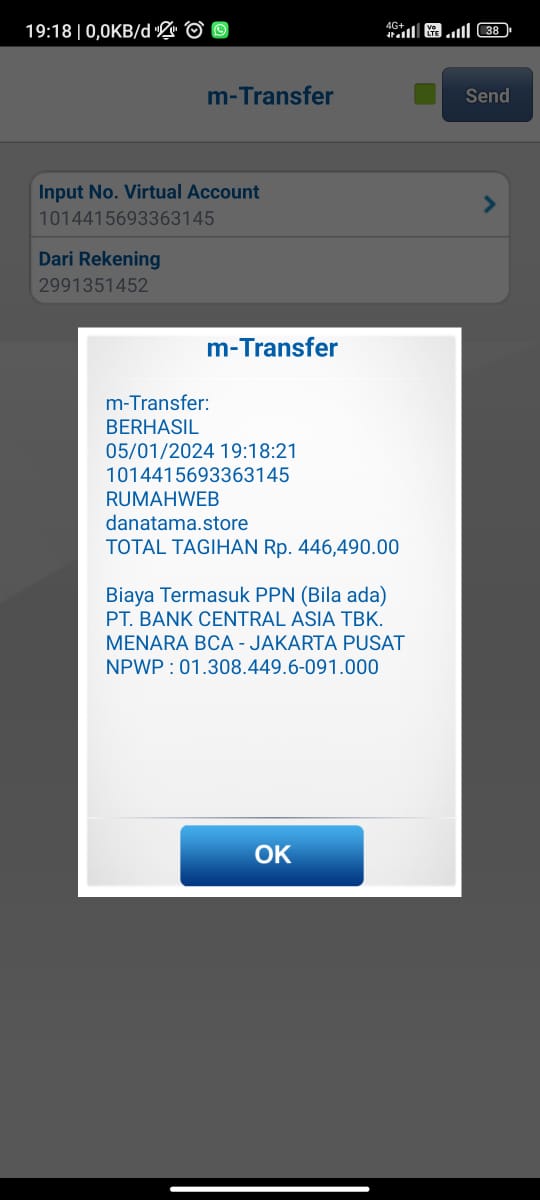 19:18 | 0,0KB/d
4G+
Vo
LTE
38
m-Transfer
Send
Input No. Virtual Account
1014415693363145
Dari Rekening
2991351452
m-Transfer
m-Transfer:
BERHASIL
05/01/2024 19:18:21
1014415693363145
RUMAHWEB
danatama.store
TOTAL TAGIHAN Rp. 446,490.00
Biaya Termasuk PPN (Bila ada)
PT. BANK CENTRAL ASIA TBK.
MENARA BCA - JAKARTA PUSAT
NPWP : 01.308.449.6-091.000
OK